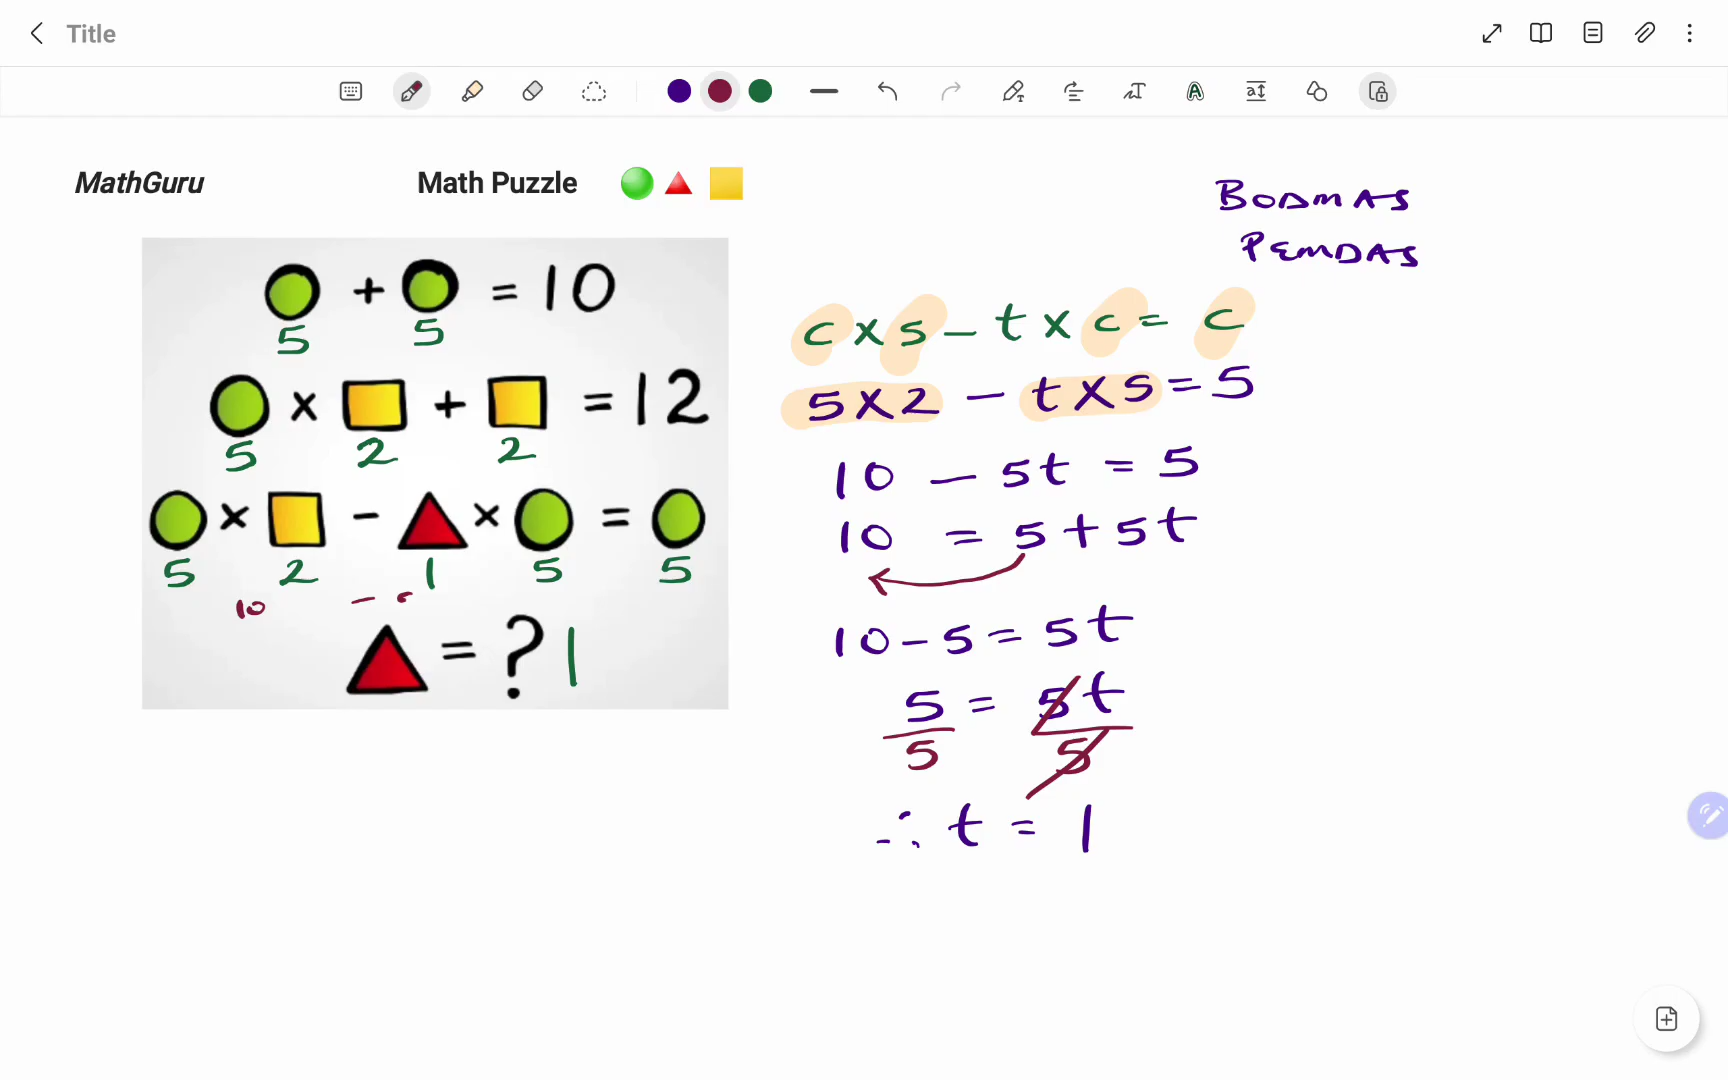 Title
MathGuru Math Puzzle
BODMAS
PEMDAS
+ = 10
5 5
× + = 12
5 2 2
× - × =
5 2 1 5 5
10 -
= ? 1
c x s - t x c = c
5 x 2 - t x 5 = 5
10 - 5t = 5
10 = 5 + 5t
10 - 5 = 5t
5 = 5t
5 5
∴ t = 1